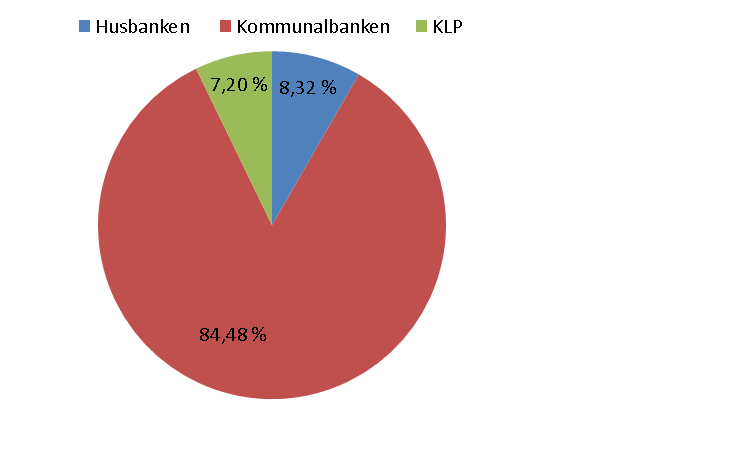 Husbanken Kommunalbanken KLP
7,20 % 8,32 %
84,48 %